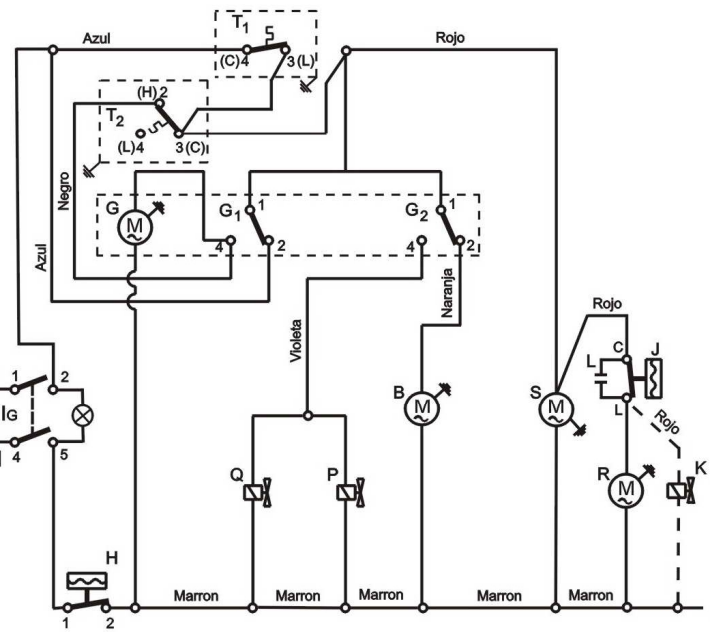 T1
Azul
Rojo
(C) 4
3 (L)
(H) 2
T2
(L) 4
3 (C)
Negro
Azul
G
M
G1
1
4
2
G2
1
4
2
Violeta
Naranja
Rojo
C
L
J
L
Rojo
B
M
S
M
1
2
IG
4
5
Q
P
R
M
K
H
1
2
Marron
Marron
Marron
Marron
Marron